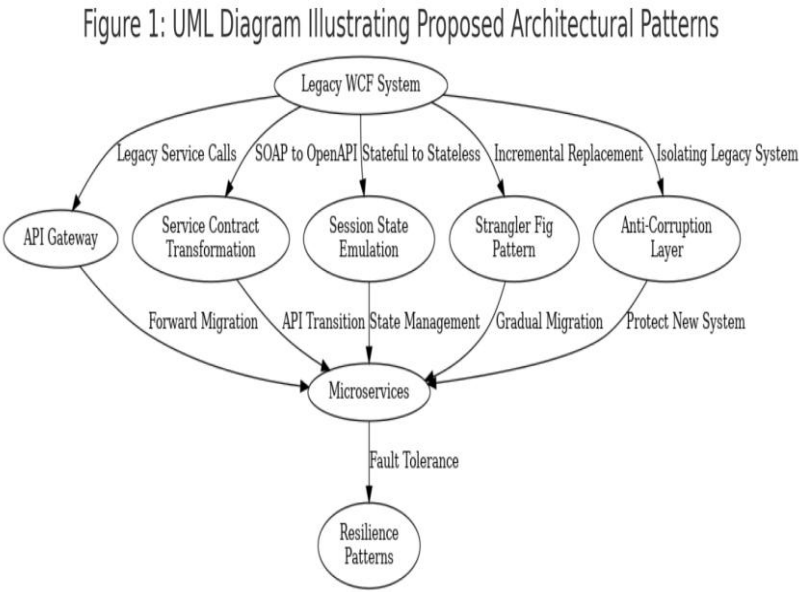 Figure 1: UML Diagram Illustrating Proposed Architectural Patterns
Legacy WCF System
Legacy Service Calls
SOAP to OpenAPI
Stateful to Stateless
Incremental Replacement
Isolating Legacy System
API Gateway
Service Contract
Transformation
Session State
Emulation
Strangler Fig
Pattern
Anti-Corruption
Layer
Forward Migration
API Transition
State Management
Gradual Migration
Protect New System
Microservices
Fault Tolerance
Resilience
Patterns